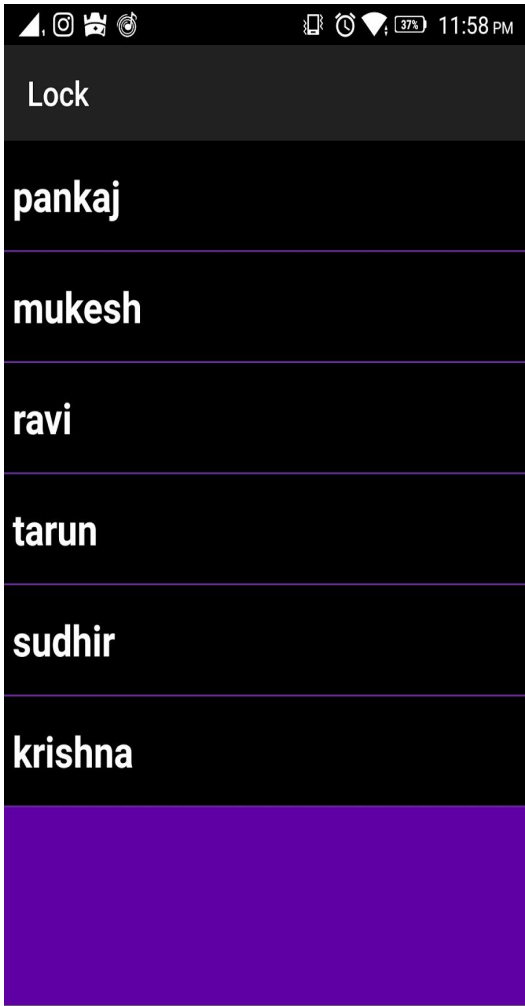 37% 11:58 PM
Lock
pankaj
mukesh
ravi
tarun
sudhir
krishna